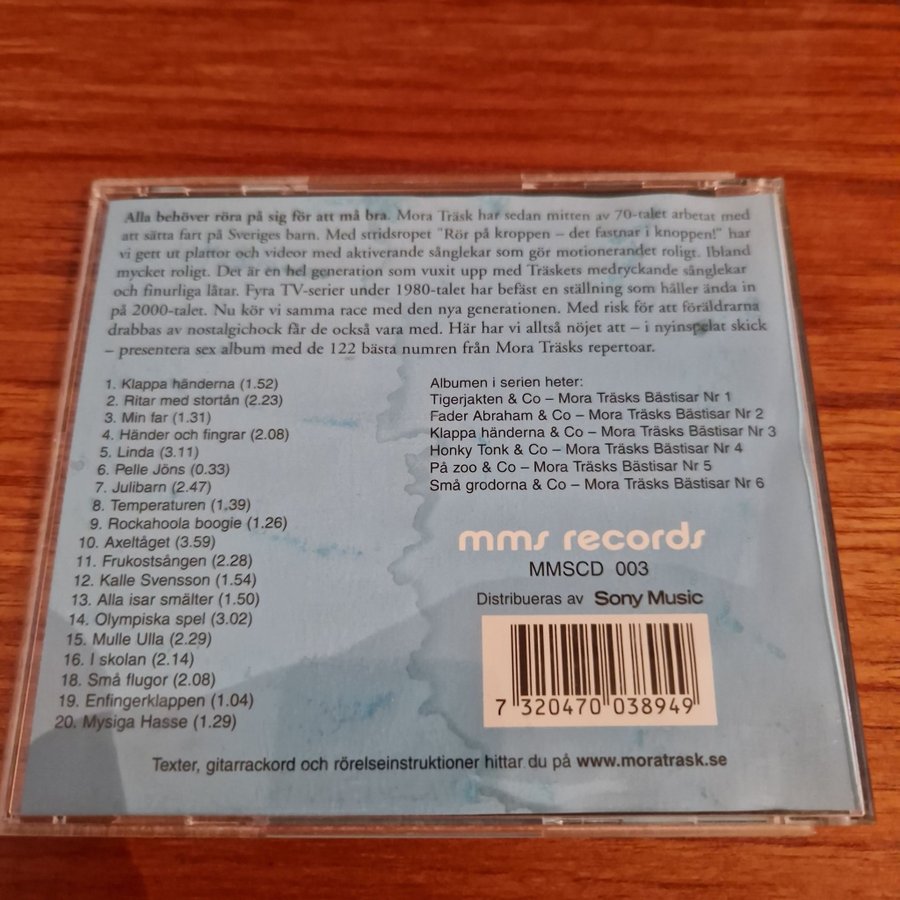 Alla behöver röra på sig för att må bra. Mora Träsk har sedan mitten av 70-talet arbetat med
att sätta fart på Sveriges barn. Med stridsropet "Rör på kroppen – det fastnar i knoppen!" har
vi gett ut plattor och videor med aktiverande sånglekar som gör motionerandet roligt. Ibland
mycket roligt. Det är en hel generation som vuxit upp med Träskets medryckande sånglekar
och finurliga låtar. Fyra TV-serier under 1980-talet har befäst en ställning som håller ända in
på 2000-talet. Nu kör vi samma race med den nya generationen. Med risk för att föräldrarna
drabbas av nostalgichock får de också vara med. Här har vi alltså nöjet att – i nyinspelat skick
– presentera sex album med de 122 bästa numren från Mora Träsks repertoar.
1. Klappa händerna (1.52)
2. Ritar med stortån (2.23)
3. Min far (1.31)
4. Händer och fingrar (2.08)
5. Linda (3.11)
6. Pelle Jöns (0.33)
7. Julibarn (2.47)
8. Temperaturen (1.39)
9. Rockahoola boogie (1.26)
10. Axeltåget (3.59)
11. Frukostsången (2.28)
12. Kalle Svensson (1.54)
13. Alla isar smälter (1.50)
14. Olympiska spel (3.02)
15. Mulle Ulla (2.29)
16. I skolan (2.14)
18. Små flugor (2.08)
19. Enfingerklappen (1.04)
20. Mysiga Hasse (1.29)
Albumen i serien heter:
Tigerjakten & Co – Mora Träsks Bästisar Nr 1
Fader Abraham & Co – Mora Träsks Bästisar Nr 2
Klappa händerna & Co – Mora Träsks Bästisar Nr 3
Honky Tonk & Co – Mora Träsks Bästisar Nr 4
På zoo & Co – Mora Träsks Bästisar Nr 5
Små grodorna & Co – Mora Träsks Bästisar Nr 6
mms records
MMSCD 003
Distribueras av Sony Music
7 320470 038949
Texter, gitarrackord och rörelseinstruktioner hittar du på www.moratrask.se